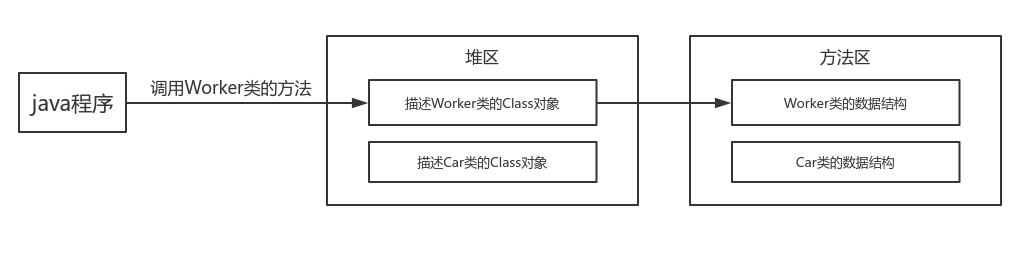 java程序
调用Worker类的方法
堆区
描述Worker类的Class对象
描述Car类的Class对象
方法区
Worker类的数据结构
Car类的数据结构